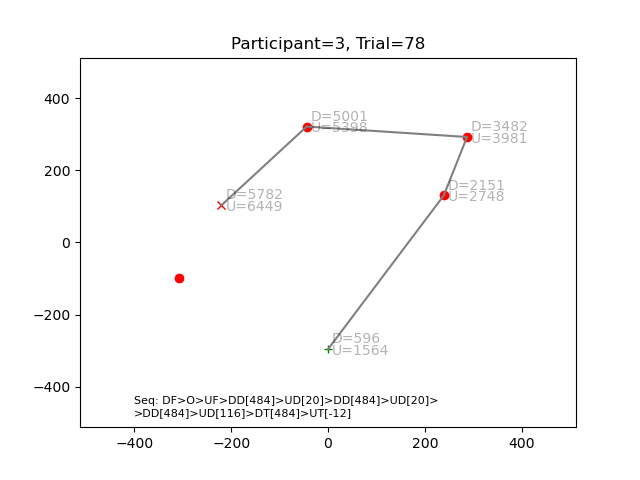 Participant=3, Trial=78
400
200
0
−200
−400
D=5001
U=5398
D=3482
U=3981
D=2151
U=2748
D=5782
U=6449
D=596
U=1564
Seq: DF>O>UF>DD[484]>UD[20]>DD[484]>UD[20]>
>DD[484]>UD[116]>DT[484]>UT[-12]
−400 −200 0 200 400